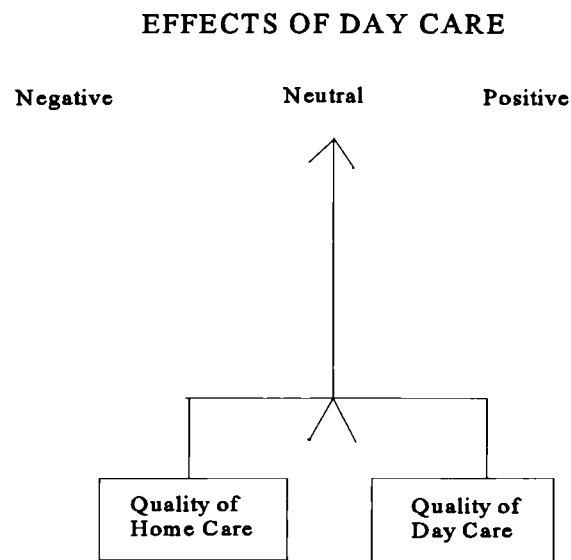 EFFECTS OF DAY CARE
Negative Neutral Positive
Quality of
Home Care
Quality of
Day Care